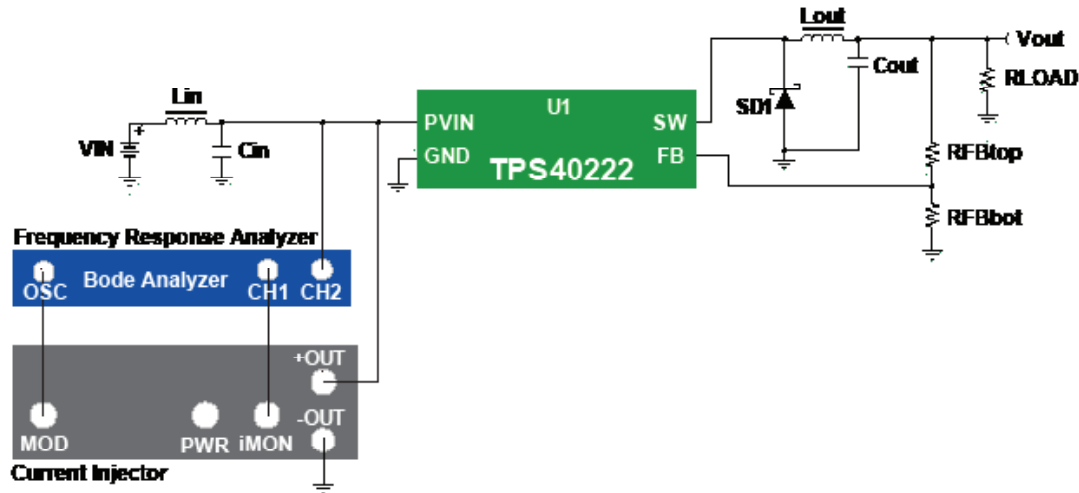 Lout
Vout
Cout
RLOAD
U1
SD1
Lin
PVIN
SW
VIN
+
Cin
GND
FB
TPS40222
RFBtop
RFBbot
Frequency Response Analyzer
Bode Analyzer
OSC
CH1
CH2
+OUT
-OUT
MOD
PWR
iMON
Current Injector